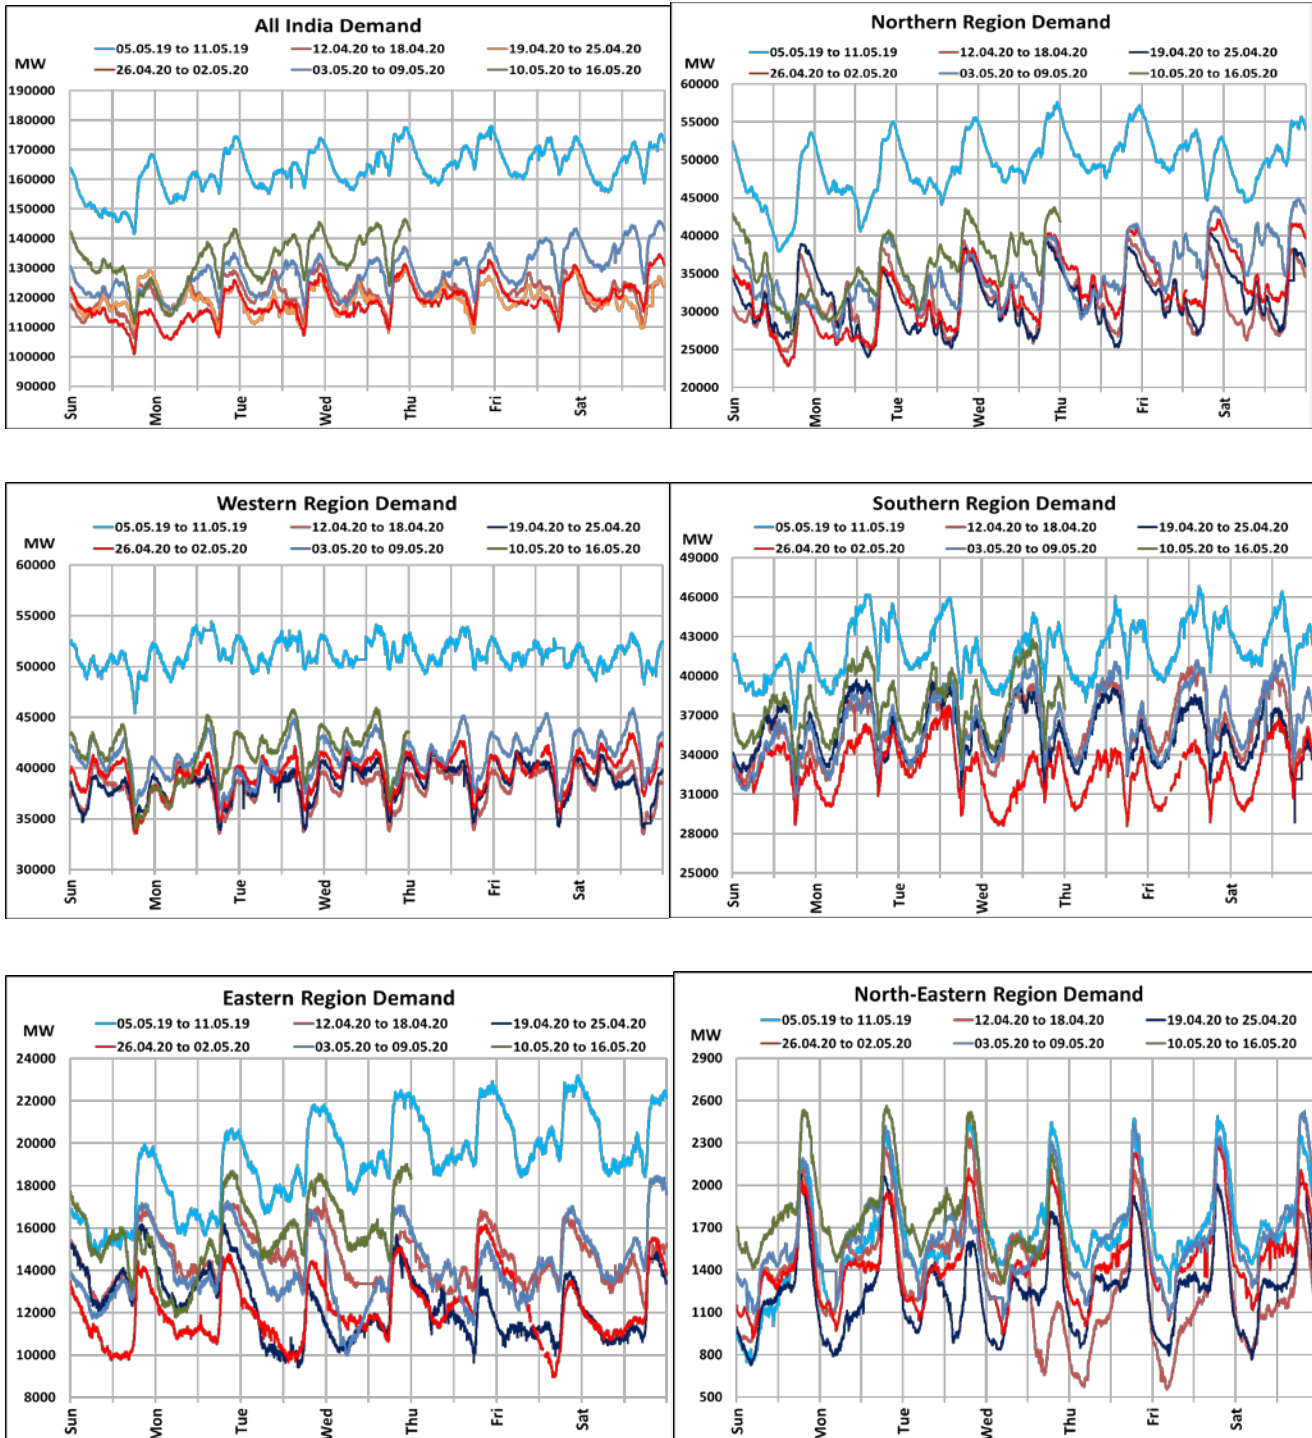 All India Demand
05.05.19 to 11.05.19 12.04.20 to 18.04.20 19.04.20 to 25.04.20
MW
26.04.20 to 02.05.20 03.05.20 to 09.05.20 10.05.20 to 16.05.20
190000
180000
170000
160000
150000
140000
130000
120000
110000
100000
90000
Sun Mon Tue Wed Thu Fri Sat
Northern Region Demand
05.05.19 to 11.05.19 12.04.20 to 18.04.20 19.04.20 to 25.04.20
MW
26.04.20 to 02.05.20 03.05.20 to 09.05.20 10.05.20 to 16.05.20
60000
55000
50000
45000
40000
35000
30000
25000
20000
Sun Mon Tue Wed Thu Fri Sat
Western Region Demand
05.05.19 to 11.05.19 12.04.20 to 18.04.20 19.04.20 to 25.04.20
MW
26.04.20 to 02.05.20 03.05.20 to 09.05.20 10.05.20 to 16.05.20
60000
55000
50000
45000
40000
35000
30000
Sun Mon Tue Wed Thu Fri Sat
Southern Region Demand
05.05.19 to 11.05.19 12.04.20 to 18.04.20 19.04.20 to 25.04.20
MW
26.04.20 to 02.05.20 03.05.20 to 09.05.20 10.05.20 to 16.05.20
49000
46000
43000
40000
37000
34000
31000
28000
25000
Sun Mon Tue Wed Thu Fri Sat
Eastern Region Demand
05.05.19 to 11.05.19 12.04.20 to 18.04.20 19.04.20 to 25.04.20
MW
26.04.20 to 02.05.20 03.05.20 to 09.05.20 10.05.20 to 16.05.20
24000
22000
20000
18000
16000
14000
12000
10000
8000
Sun Mon Tue Wed Thu Fri Sat
North-Eastern Region Demand
05.05.19 to 11.05.19 12.04.20 to 18.04.20 19.04.20 to 25.04.20
MW
26.04.20 to 02.05.20 03.05.20 to 09.05.20 10.05.20 to 16.05.20
2900
2600
2300
2000
1700
1400
1100
800
500
Sun Mon Tue Wed Thu Fri Sat